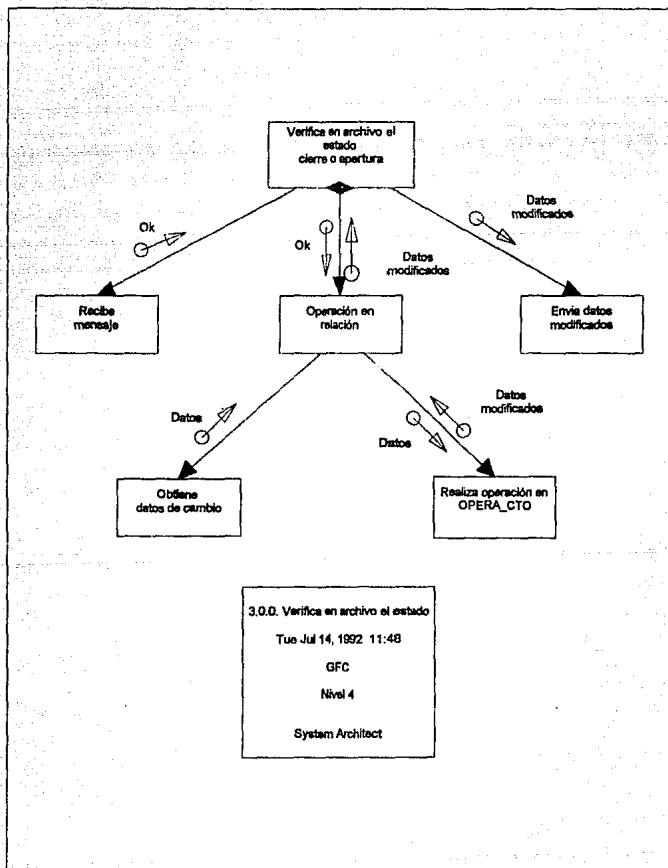 Verifica en archivo el
estado
cierre o apertura
Ok
Ok
Datos
modificados
Datos
modificados
Recibe
mensaje
Operación en
relación
Envia datos
modificados
Datos
Datos
Datos
modificados
Obtiene
datos de cambio
Realiza operación en
OPERA_CTO
3.0.0. Verifica en archivo el estado
Tue Jul 14, 1992 11:48
GFC
Nivel 4
System Architect